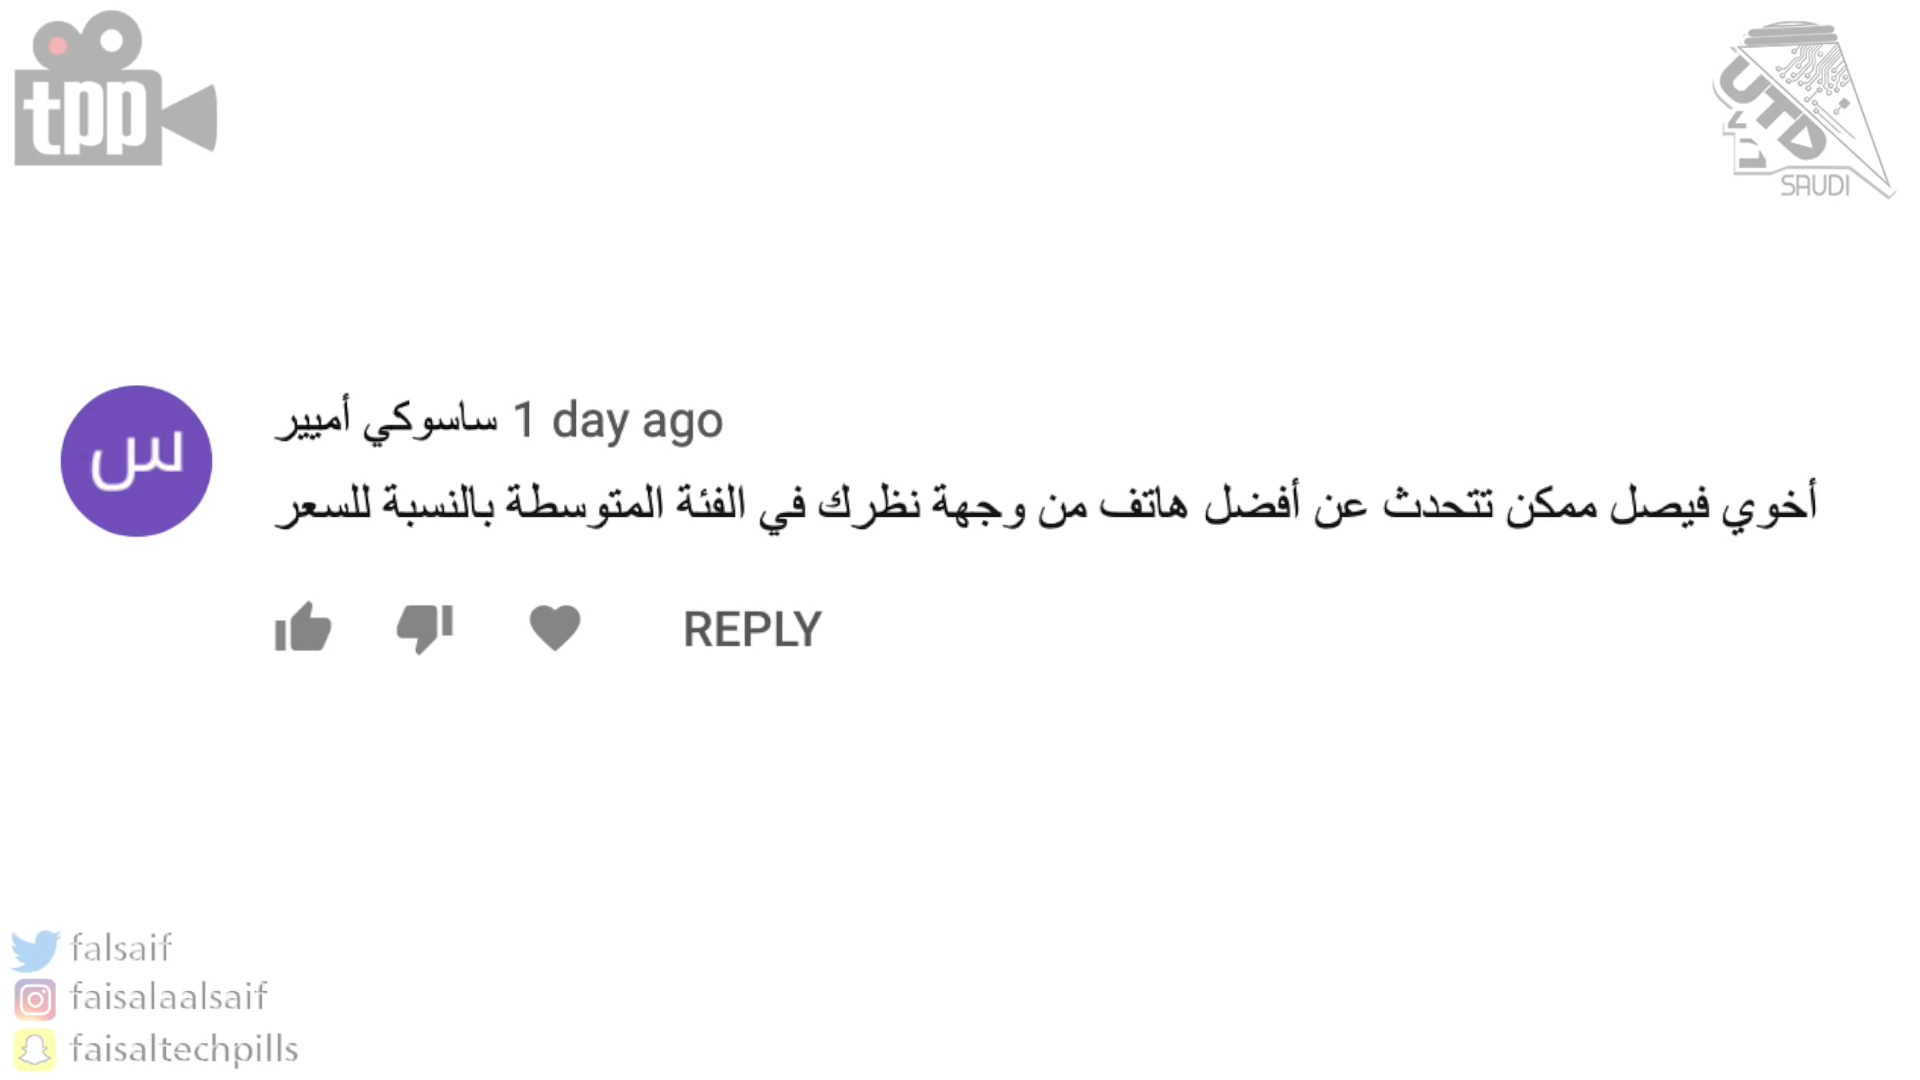 tpp
UTD
SAUDI
س
ساسوكي أميير 1 day ago
أخوي فيصل ممكن تتحدث عن أفضل هاتف من وجهة نظرك في الفئة المتوسطة بالنسبة للسعر
REPLY
falsaif
faisalaalsaif
faisaltechpills